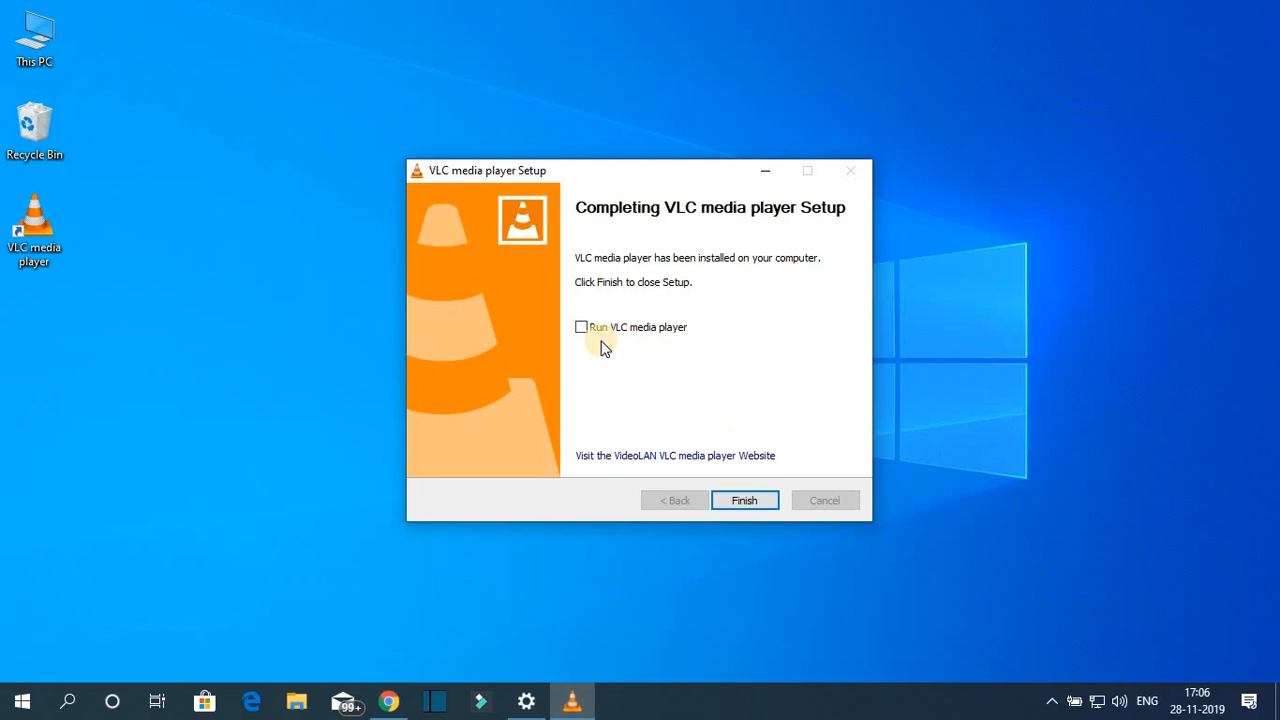 This PC
Recycle Bin
VLC media
player
VLC media player Setup
Completing VLC media player Setup
VLC media player has been installed on your computer.
Click Finish to close Setup.
Run VLC media player
Visit the VideoLAN VLC media player Website
< Back
Finish
Cancel
99+
ENG
17:06
28-11-2019